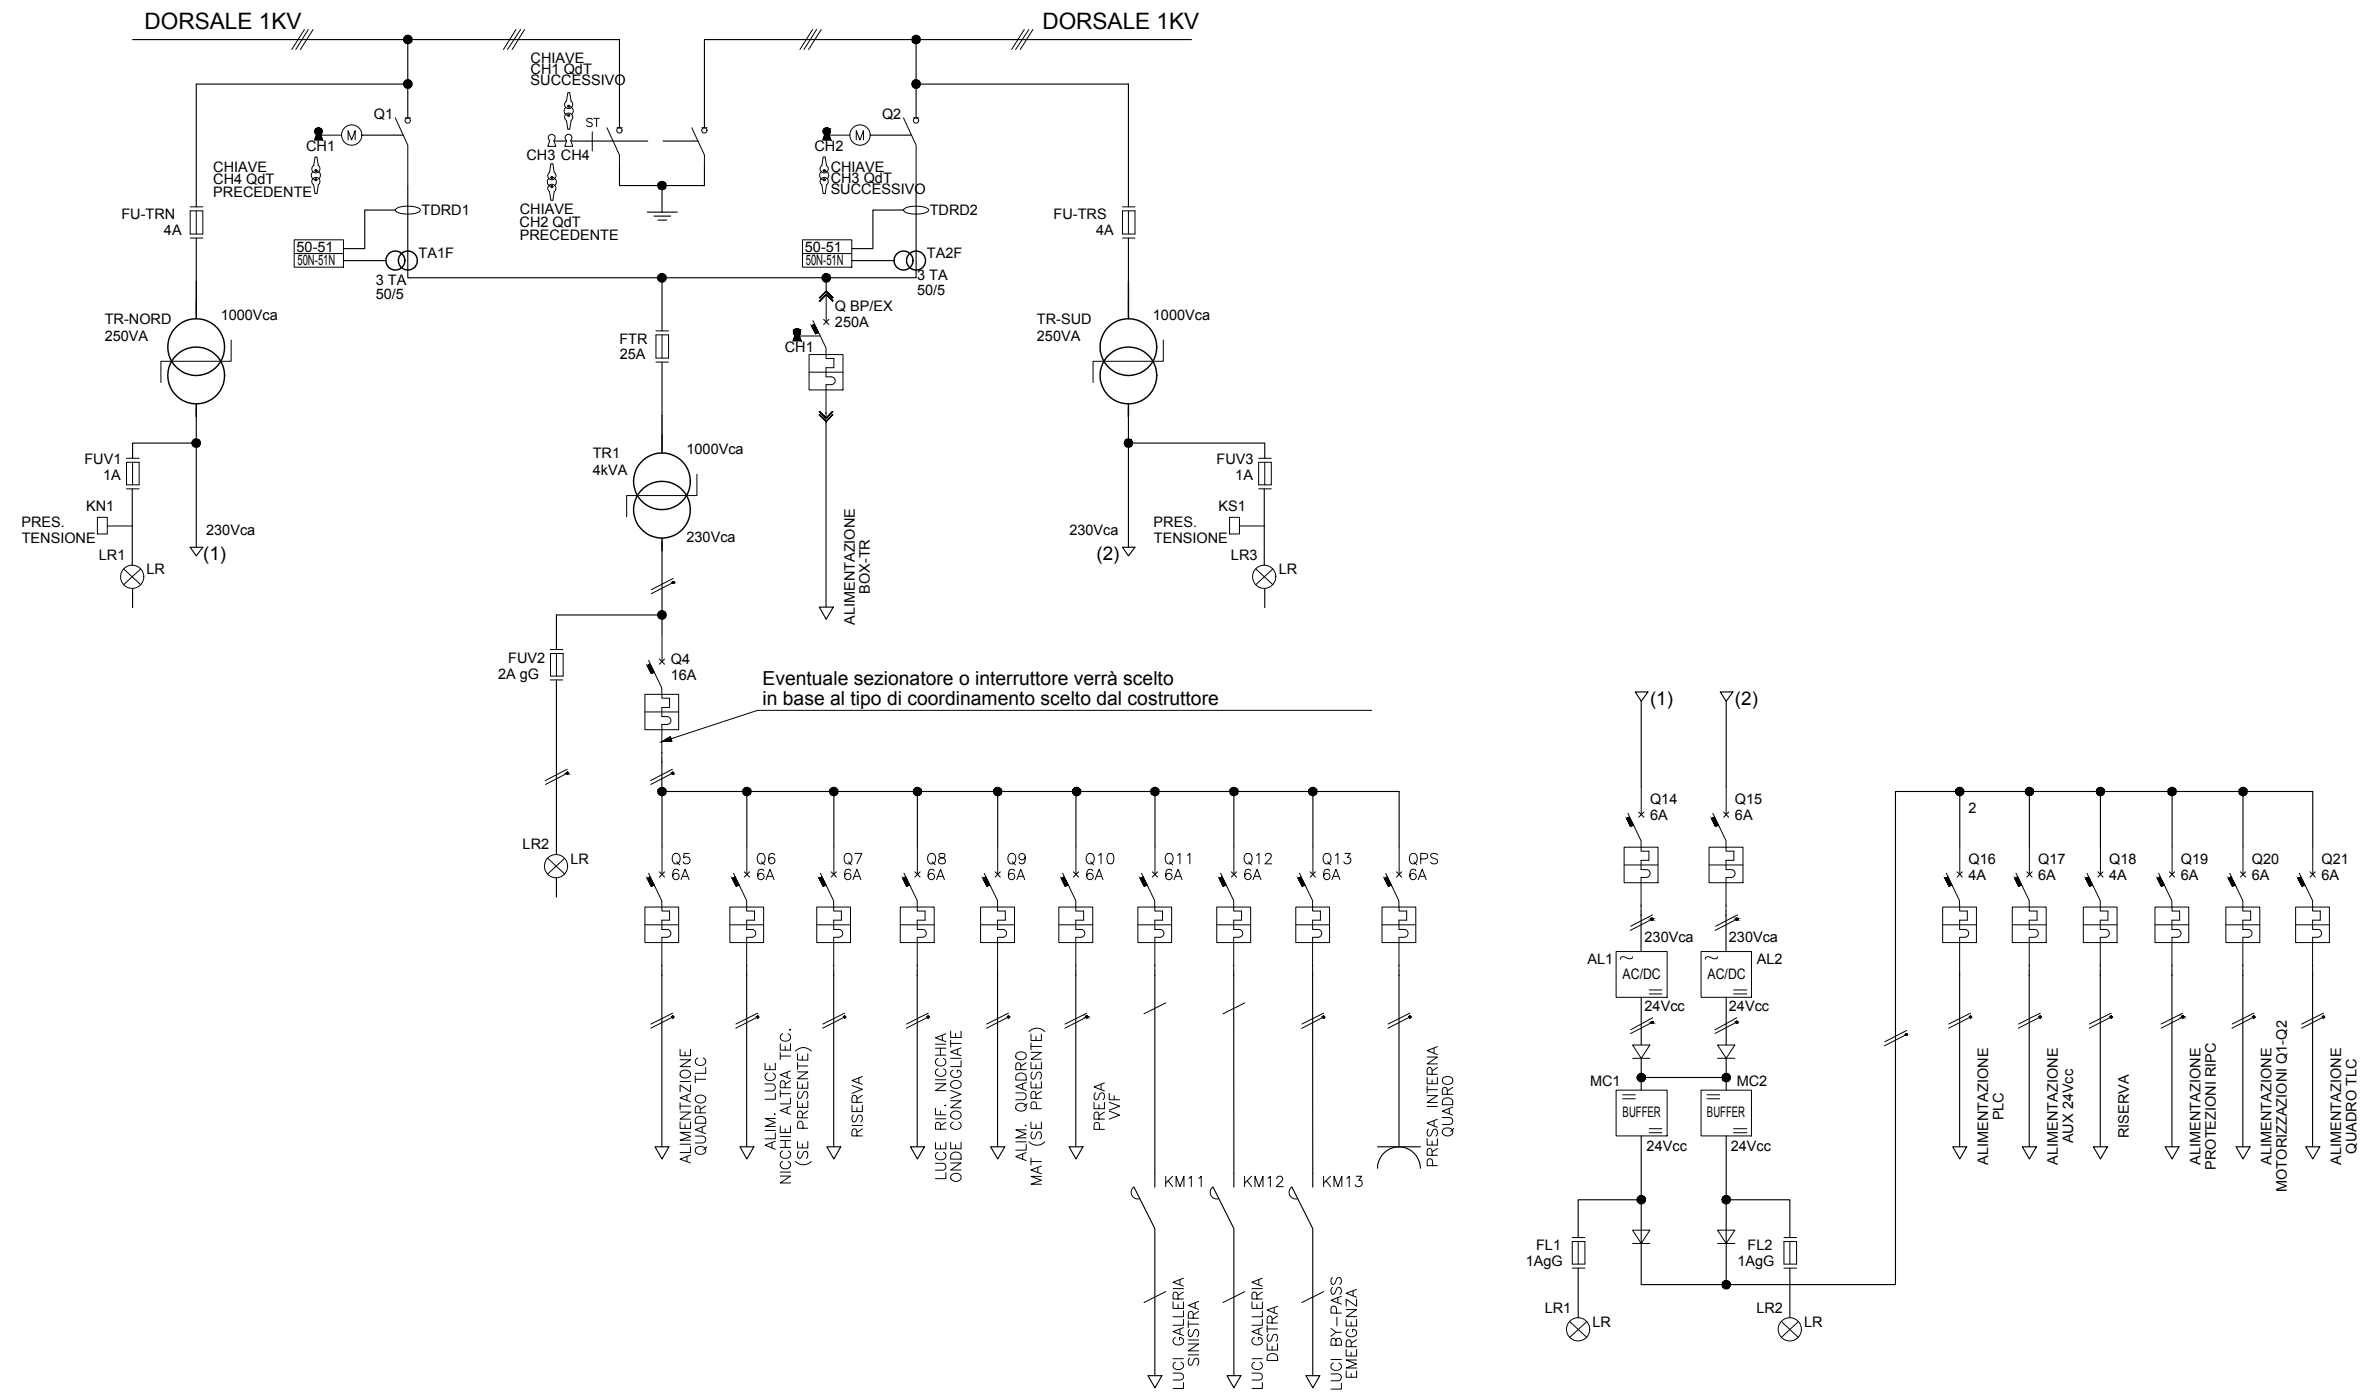 DORSALE 1KV
DORSALE 1KV
CHIAVE
CH1 QdT
SUCCESSIVO
Q1
M
CH1
CHIAVE
CH4 QdT
PRECEDENTE
ST
CH3 CH4
CHIAVE
CH2 QdT
PRECEDENTE
Q2
M
CH2
CHIAVE
CH3 QdT
SUCCESSIVO
FU-TRN
4A
TDRD1
50-51
50N-51N
TA1F
3 TA
50/5
TDRD2
50-51
50N-51N
TA2F
3 TA
50/5
FU-TRS
4A
TR-NORD
250VA
1000Vca
FTR
25A
Q BP/EX
250A
CH1
TR-SUD
250VA
1000Vca
FUV1
1A
KN1
PRES.
TENSIONE
LR1
LR
230Vca
(1)
TR1
4kVA
1000Vca
230Vca
ALIMENTAZIONE
BOX-TR
FUV3
1A
KS1
PRES.
TENSIONE
LR3
LR
230Vca
(2)
FUV2
2A gG
Q4
16A
Eventuale sezionatore o interruttore verrà scelto
in base al tipo di coordinamento scelto dal costruttore
LR2
LR
Q5
6A
Q6
6A
Q7
6A
Q8
6A
Q9
6A
Q10
6A
Q11
6A
Q12
6A
Q13
6A
QPS
6A
ALIMENTAZIONE
QUADRO TLC
ALIM. LUCE
NICCHIE ALTRA TEC.
(SE PRESENTE)
RISERVA
LUCE RIF. NICCHIA
ONDE CONVOGLIATE
ALIM. QUADRO
MAT (SE PRESENTE)
PRESA
VVF
KM11
KM12
KM13
PRESA INTERNA
QUADRO
LUCI GALLERIA
SINISTRA
LUCI GALLERIA
DESTRA
LUCI BY-PASS
EMERGENZA
(1)
(2)
Q14
6A
Q15
6A
230Vca
230Vca
AL1
AC/DC
AC/DC
AL2
24Vcc
24Vcc
MC1
MC2
BUFFER
BUFFER
24Vcc
24Vcc
FL1
1AgG
FL2
1AgG
LR1
LR
LR2
LR
2
Q16
4A
Q17
6A
Q18
4A
Q19
6A
Q20
6A
Q21
6A
ALIMENTAZIONE
PLC
ALIMENTAZIONE
AUX 24Vcc
RISERVA
ALIMENTAZIONE
PROTEZIONI RIPC
ALIMENTAZIONE
MOTORIZZAZIONI Q1-Q2
ALIMENTAZIONE
QUADRO TLC